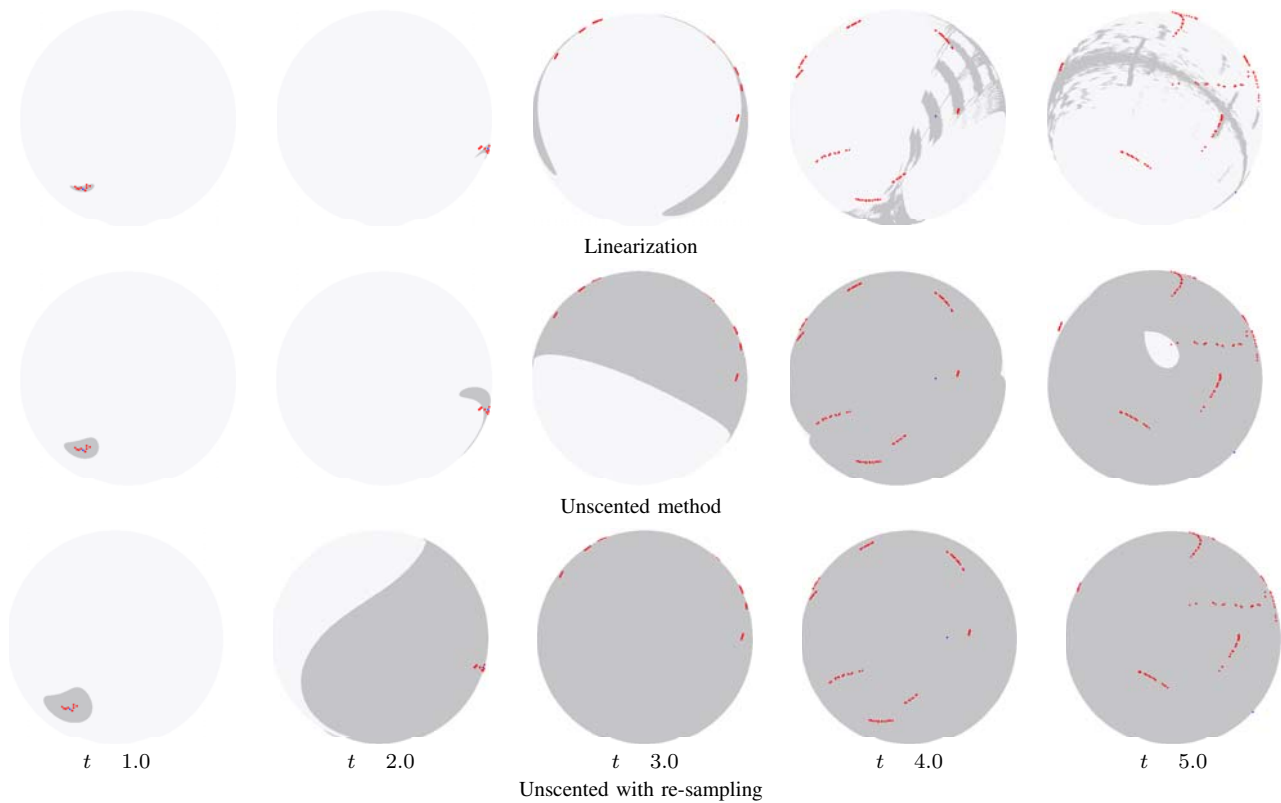 Linearization
Unscented method
t 1.0 t 2.0 t 3.0 t 4.0 t 5.0
Unscented with re-sampling